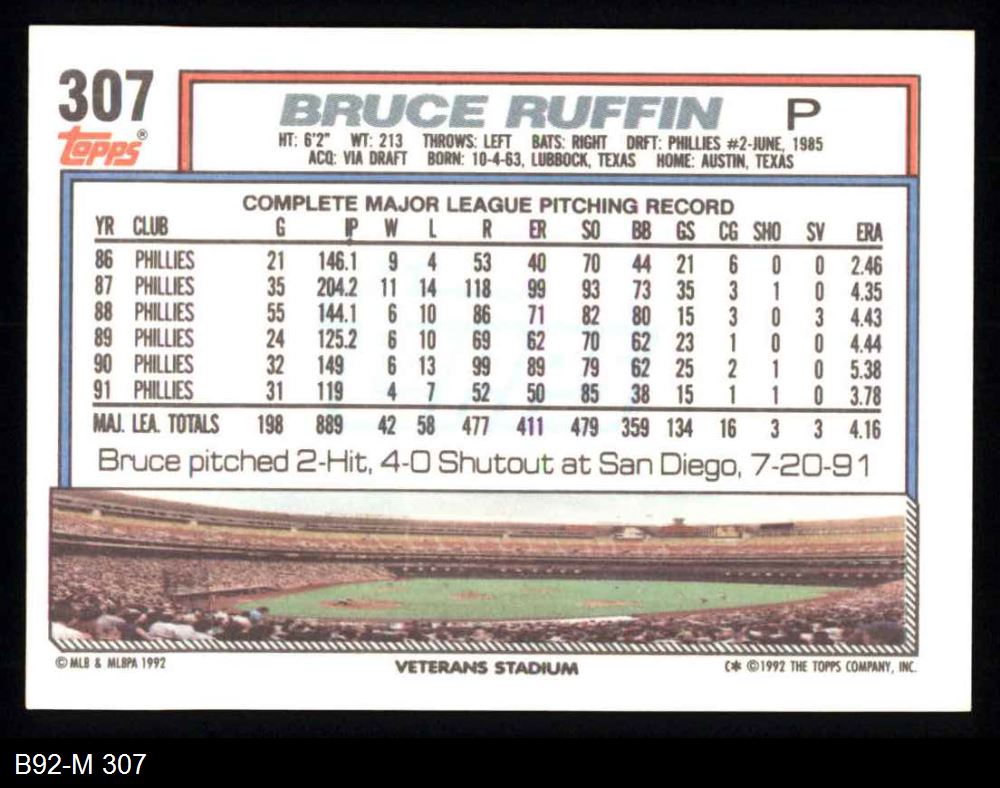 307
Topps®
BRUCE RUFFIN P
HT: 6'2" WT: 213 THROWS: LEFT BATS: RIGHT DRFT: PHILLIES #2-JUNE, 1985
ACQ: VIA DRAFT BORN: 10-4-63, LUBBOCK, TEXAS HOME: AUSTIN, TEXAS
COMPLETE MAJOR LEAGUE PITCHING RECORD
YR CLUB G IP W L R ER SO BB GS CG SHO SV ERA
86 PHILLIES 21 146.1 9 4 53 40 70 44 21 6 0 0 2.46
87 PHILLIES 35 204.2 11 14 118 99 93 73 35 3 1 0 4.35
88 PHILLIES 55 144.1 6 10 86 71 82 80 15 3 0 3 4.43
89 PHILLIES 24 125.2 6 10 69 62 70 62 23 1 0 0 4.44
90 PHILLIES 32 149 6 13 99 89 79 62 25 2 1 0 5.38
91 PHILLIES 31 119 4 7 52 50 85 38 15 1 1 0 3.78
MAJ. LEA. TOTALS 198 889 42 58 477 411 479 359 134 16 3 3 4.16
Bruce pitched 2-Hit, 4-0 Shutout at San Diego, 7-20-91
© MLB & MLBPA 1992 VETERANS STADIUM C* ©1992 THE TOPPS COMPANY, INC.
B92-M 307